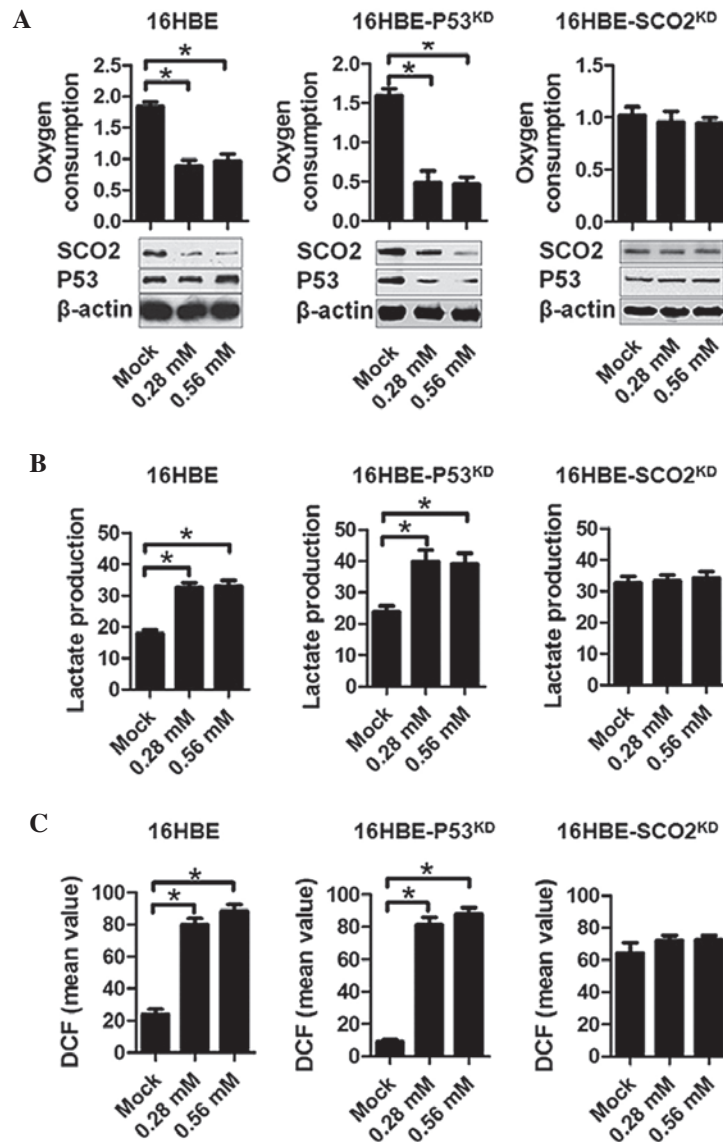 A
16HBE
16HBE-P53KD
16HBE-SCO2KD
Oxygen consumption
2.5
2.0
1.5
1.0
0.5
0.0
* *
Oxygen consumption
2.0
1.5
1.0
0.5
0.0
* *
Oxygen consumption
1.5
1.0
0.5
0.0
SCO2
P53
β-actin
Mock
0.28 mM
0.56 mM
SCO2
P53
β-actin
Mock
0.28 mM
0.56 mM
SCO2
P53
β-actin
Mock
0.28 mM
0.56 mM
B
16HBE
16HBE-P53KD
16HBE-SCO2KD
Lactate production
50
40
30
20
10
0
* *
Mock
0.28 mM
0.56 mM
Lactate production
50
40
30
20
10
0
* *
Mock
0.28 mM
0.56 mM
Lactate production
50
40
30
20
10
0
Mock
0.28 mM
0.56 mM
C
16HBE
16HBE-P53KD
16HBE-SCO2KD
DCF (mean value)
100
80
60
40
20
0
* *
Mock
0.28 mM
0.56 mM
DCF (mean value)
100
80
60
40
20
0
* *
Mock
0.28 mM
0.56 mM
DCF (mean value)
100
80
60
40
20
0
Mock
0.28 mM
0.56 mM